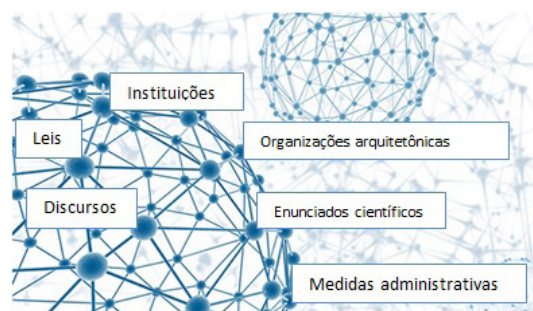 Instituições
Leis
Organizações arquitetônicas
Discursos
Enunciados científicos
Medidas administrativas